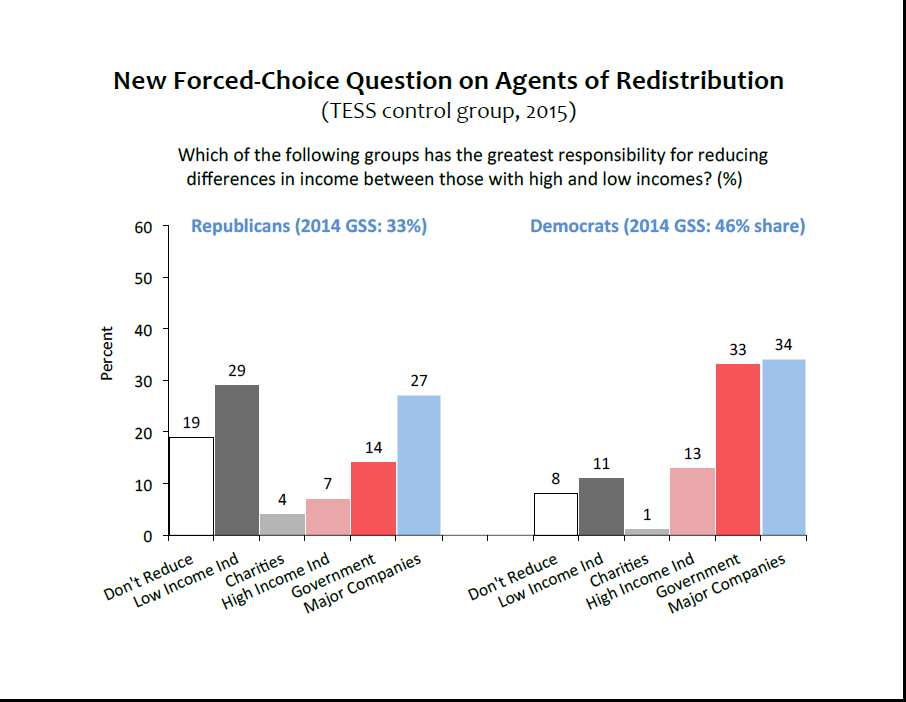 New Forced-Choice Question on Agents of Redistribution
(TESS control group, 2015)
Which of the following groups has the greatest responsibility for reducing
differences in income between those with high and low incomes? (%)
Republicans (2014 GSS: 33%)
Democrats (2014 GSS: 46% share)
Percent
60
50
40
30
20
10
0
19
29
4
7
14
27
8
11
1
13
33
34
Don't Reduce
Low Income Ind
Charities
High Income Ind
Government
Major Companies
Don't Reduce
Low Income Ind
Charities
High Income Ind
Government
Major Companies